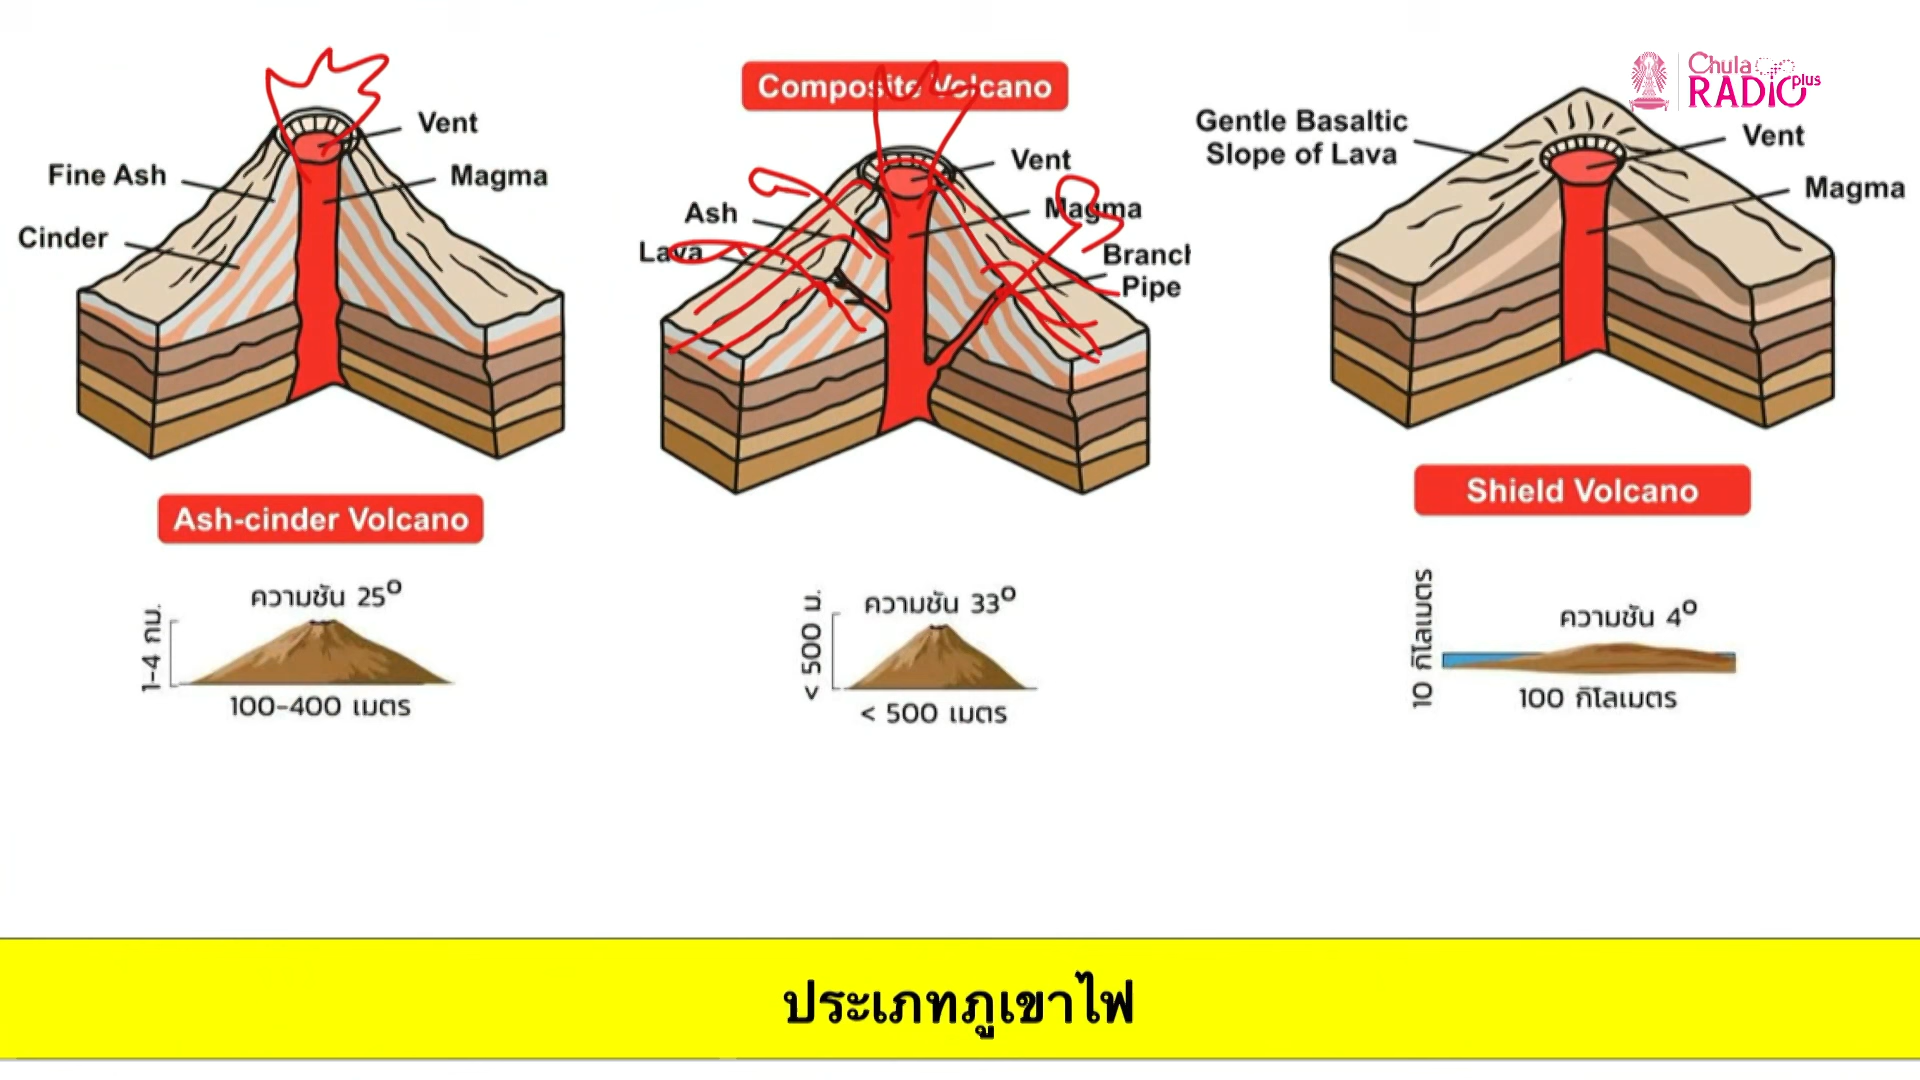 Chula
RADIO plus
Vent
Fine Ash
Magma
Cinder
Ash-cinder Volcano
ความชัน 25⁰
1-4 กม.
100-400 เมตร
Composite Volcano
Vent
Ash
Magma
Lava
Branch
Pipe
ความชัน 33⁰
< 500 ม.
< 500 เมตร
Gentle Basaltic
Slope of Lava
Vent
Magma
Shield Volcano
ความชัน 4⁰
10 กิโลเมตร
100 กิโลเมตร
ประเภทภูเขาไฟ